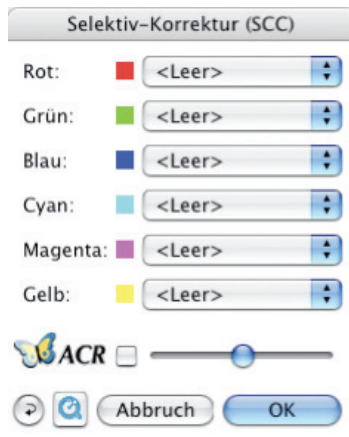 Selektiv-Korrektur (SCC)
Rot: <Leer>
Grün: <Leer>
Blau: <Leer>
Cyan: <Leer>
Magenta: <Leer>
Gelb: <Leer>
ACR
Abbruch OK